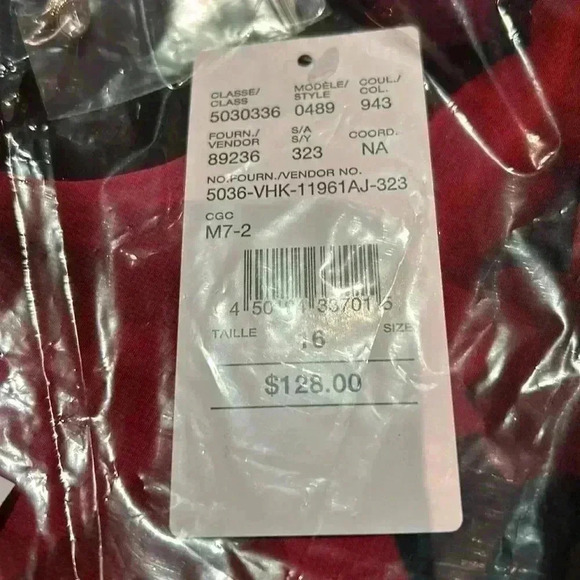 CLASSE/ CLASS MODÈLE/ STYLE COUL./ COL.
5030336 0489 943
FOURN./ VENDOR S/A S/Y COORD.
89236 323 NA
NO.FOURN./VENDOR NO.
5036-VHK-11961AJ-323
CGC
M7-2
TAILLE 16 SIZE
$128.00